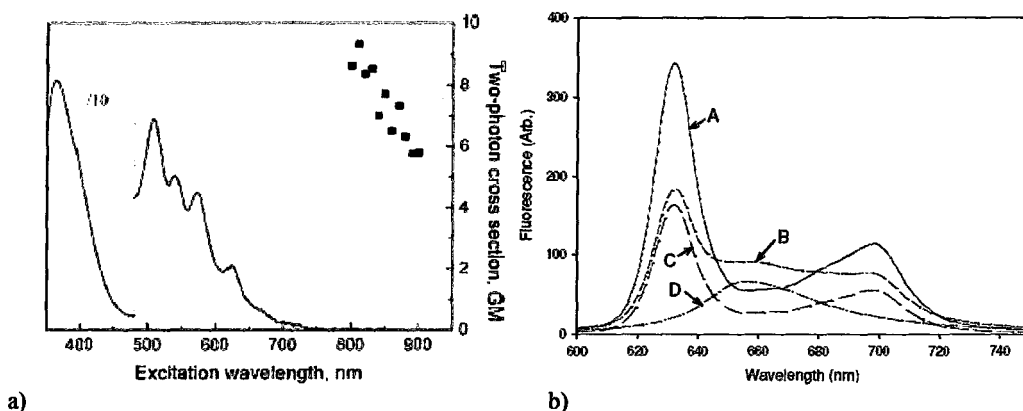 /10
10
8
6
4
2
0
Two-photon cross section, GM
400 500 600 700 800 900
Excitation wavelength, nm
a)
400
300
200
100
0
Fluorescence (Arb.)
A
B
C
D
600 620 640 660 680 700 720 740
Wavelength (nm)
b)